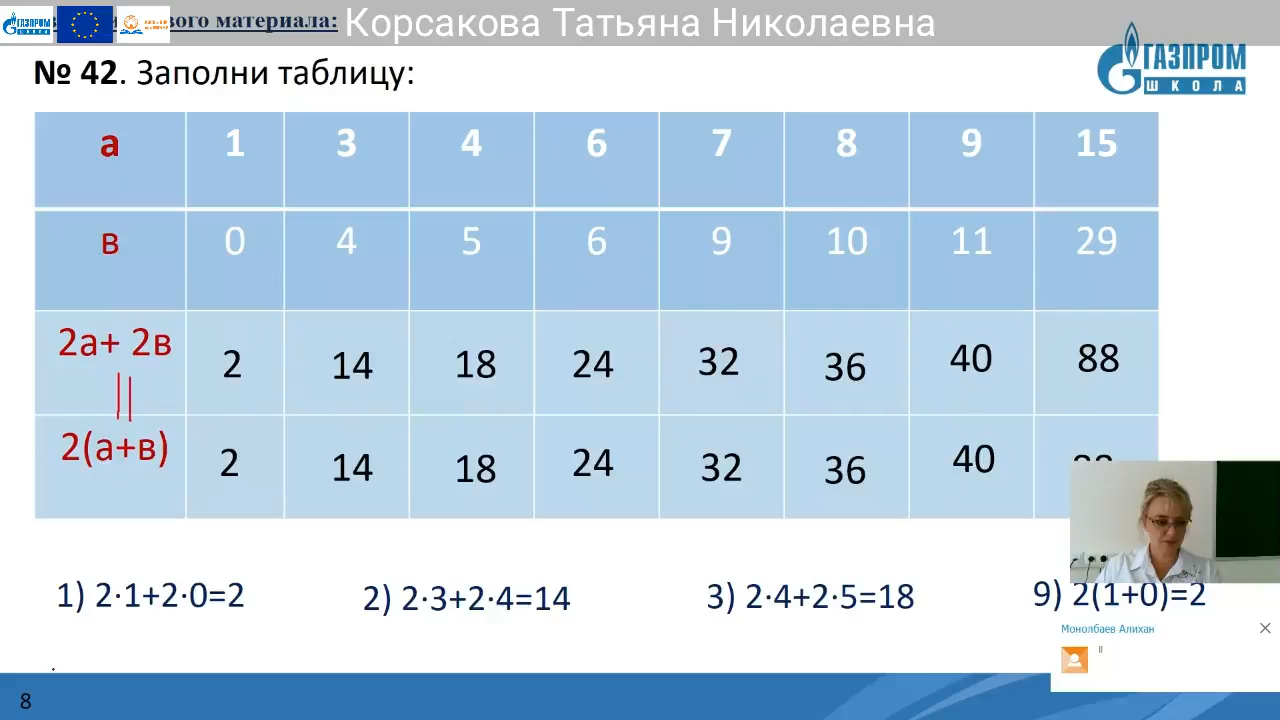 вого материала:
Корсакова Татьяна Николаевна
ГАЗПРОМ
ШКОЛА
№ 42. Заполни таблицу:
а 1 3 4 6 7 8 9 15
в 0 4 5 6 9 10 11 29
2а+ 2в 2 14 18 24 32 36 40 88
||
2(а+в) 2 14 18 24 32 36 40
1) 2·1+2·0=2
2) 2·3+2·4=14
3) 2·4+2·5=18
9) 2(1+0)=2
Монолбаев Алихан
8